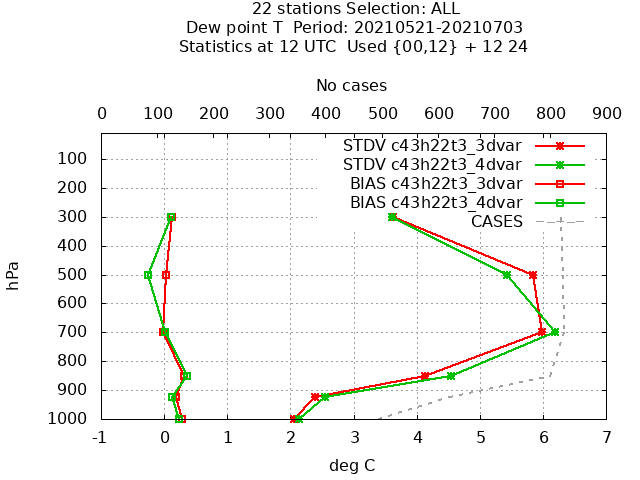 22 stations Selection: ALL
Dew point T  Period: 20210521-20210703
Statistics at 12 UTC  Used {00,12} + 12 24
No cases
0 100 200 300 400 500 600 700 800 900
STDV c43h22t3_3dvar
STDV c43h22t3_4dvar
BIAS c43h22t3_3dvar
BIAS c43h22t3_4dvar
CASES
hPa
100
200
300
400
500
600
700
800
900
1000
-1 0 1 2 3 4 5 6 7
deg C